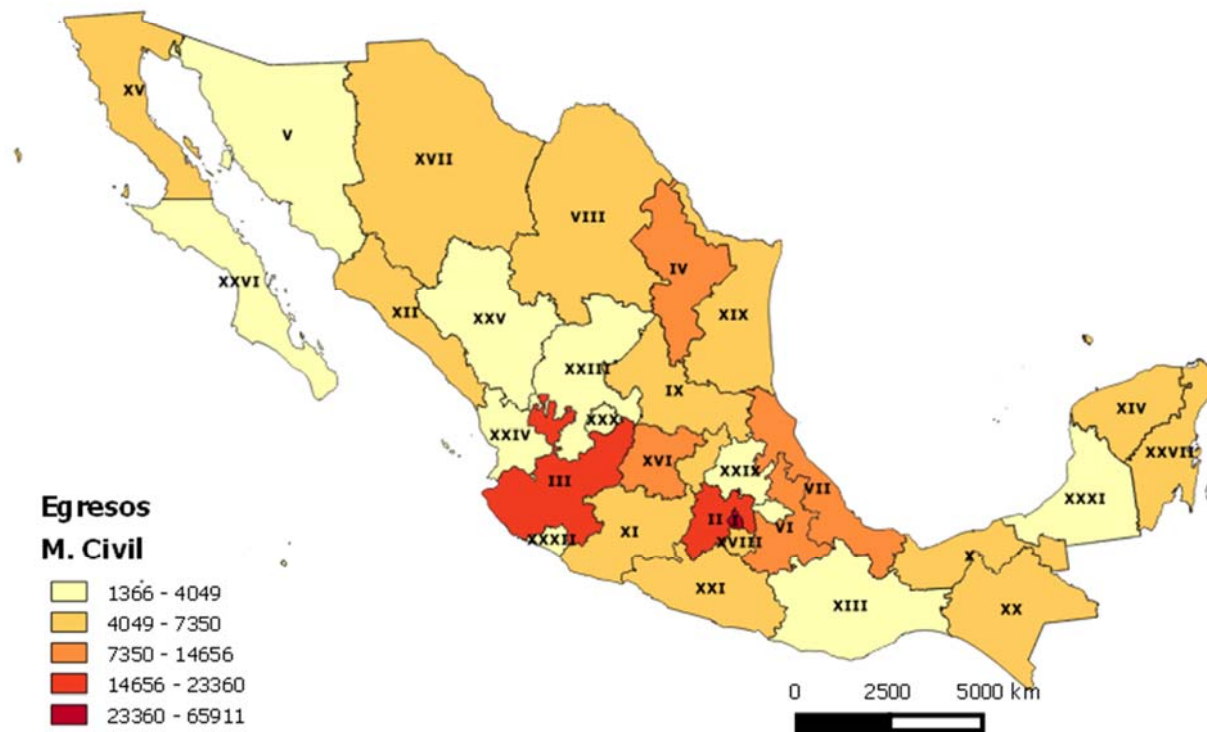 XV
V
XVII
VIII
IV
XXVI
XII
XXV
XIX
XXIII
IX
XXX
XXIV
XIV
XVI
XXIX
XXVII
III
VII
XXXI
II
I
VI
XXXII
XI
XVIII
X
XXI
XIII
XX
Egresos
M. Civil
1366 - 4049
4049 - 7350
7350 - 14656
14656 - 23360
23360 - 65911
0 2500 5000 km